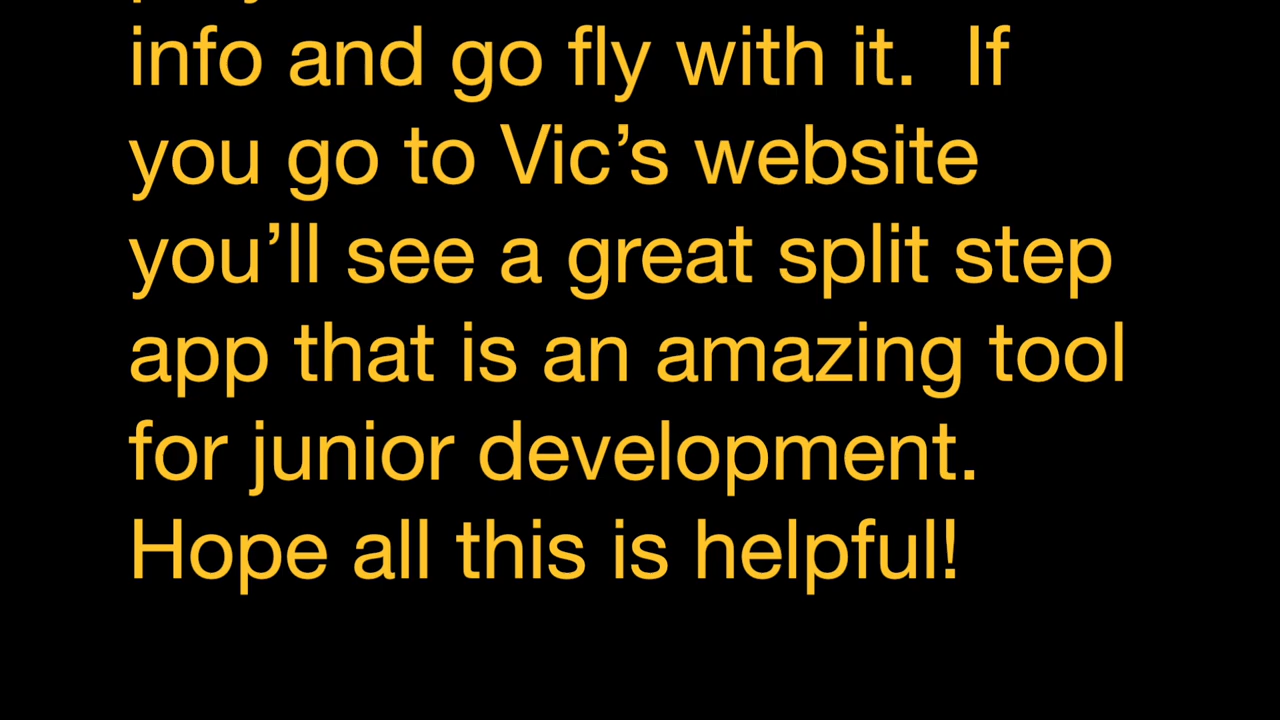 info and go fly with it.  If
you go to Vic’s website
you’ll see a great split step
app that is an amazing tool
for junior development.
Hope all this is helpful!